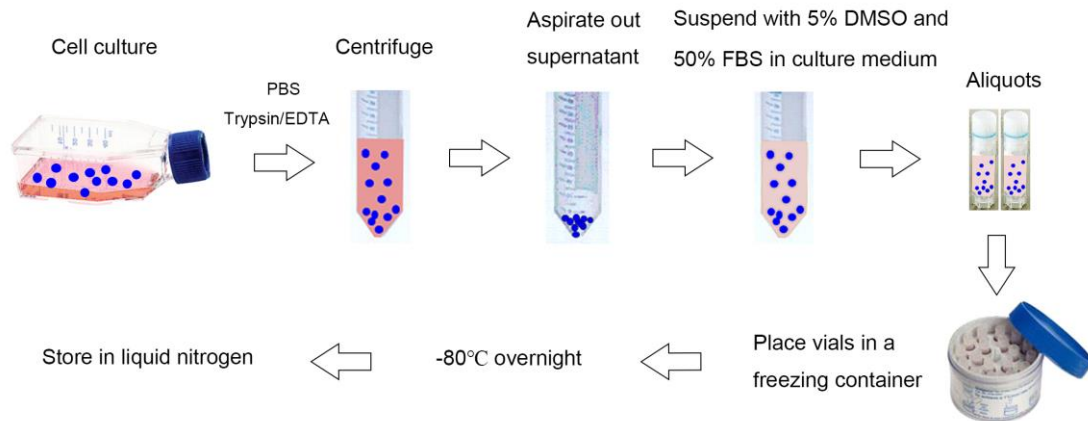 Cell culture
PBS
Trypsin/EDTA
Centrifuge
Aspirate out
supernatant
Suspend with 5% DMSO and
50% FBS in culture medium
Aliquots
Place vials in a
freezing container
-80℃ overnight
Store in liquid nitrogen